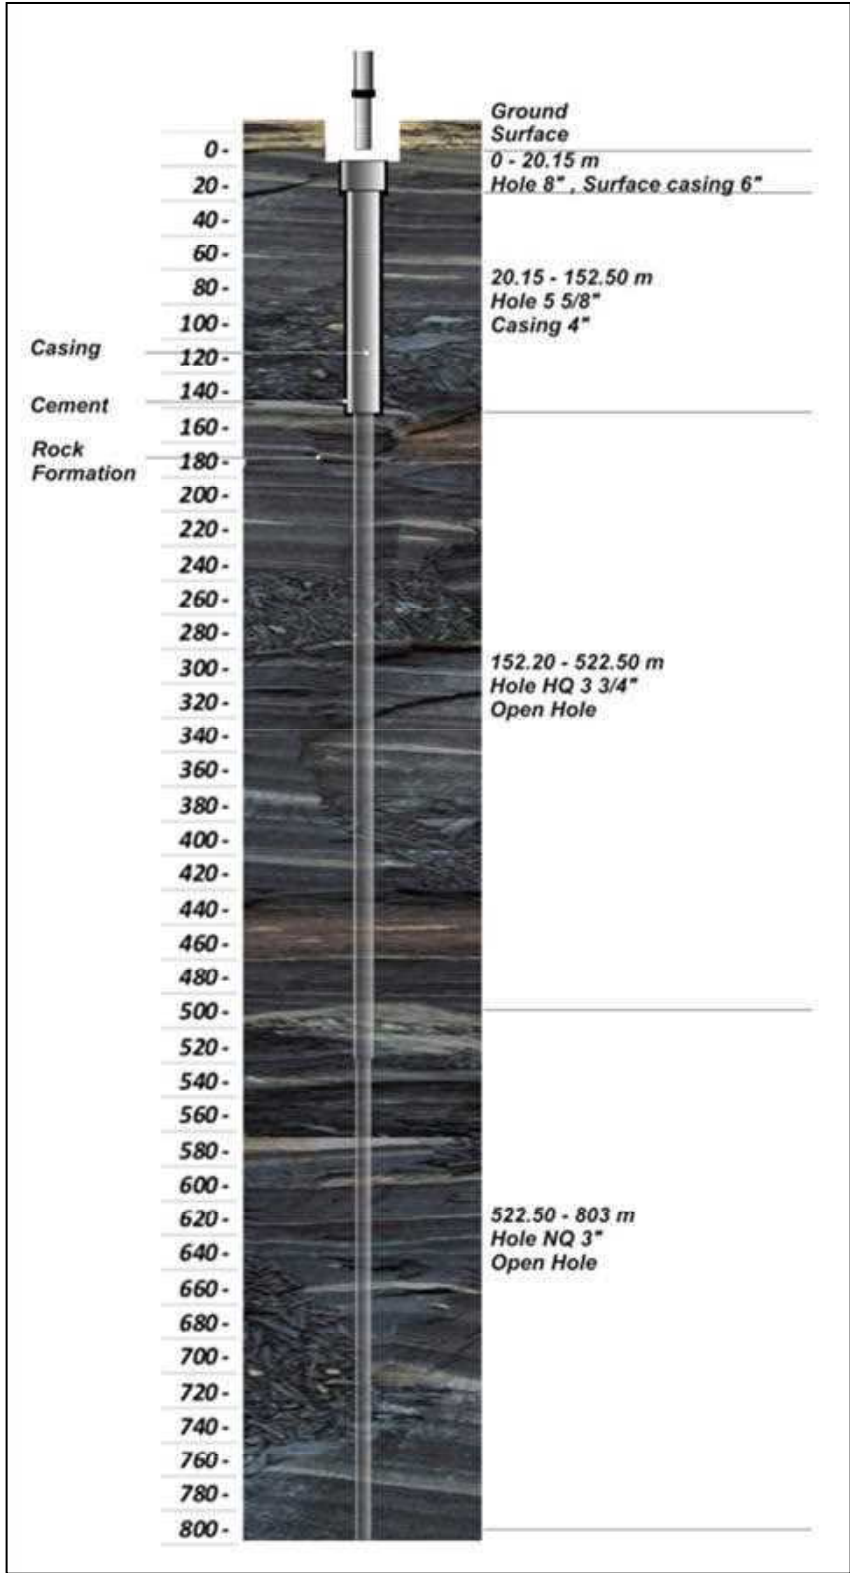 Ground
Surface
0 -
0 - 20.15 m
20 -
Hole 8" , Surface casing 6"
40 -
60 -
80 -
20.15 - 152.50 m
Hole 5 5/8"
Casing 4"
100 -
Casing
120 -
140 -
Cement
160 -
Rock
Formation
180 -
200 -
220 -
240 -
260 -
280 -
300 -
152.20 - 522.50 m
Hole HQ 3 3/4"
Open Hole
320 -
340 -
360 -
380 -
400 -
420 -
440 -
460 -
480 -
500 -
520 -
540 -
560 -
580 -
600 -
620 -
522.50 - 803 m
Hole NQ 3"
Open Hole
640 -
660 -
680 -
700 -
720 -
740 -
760 -
780 -
800 -